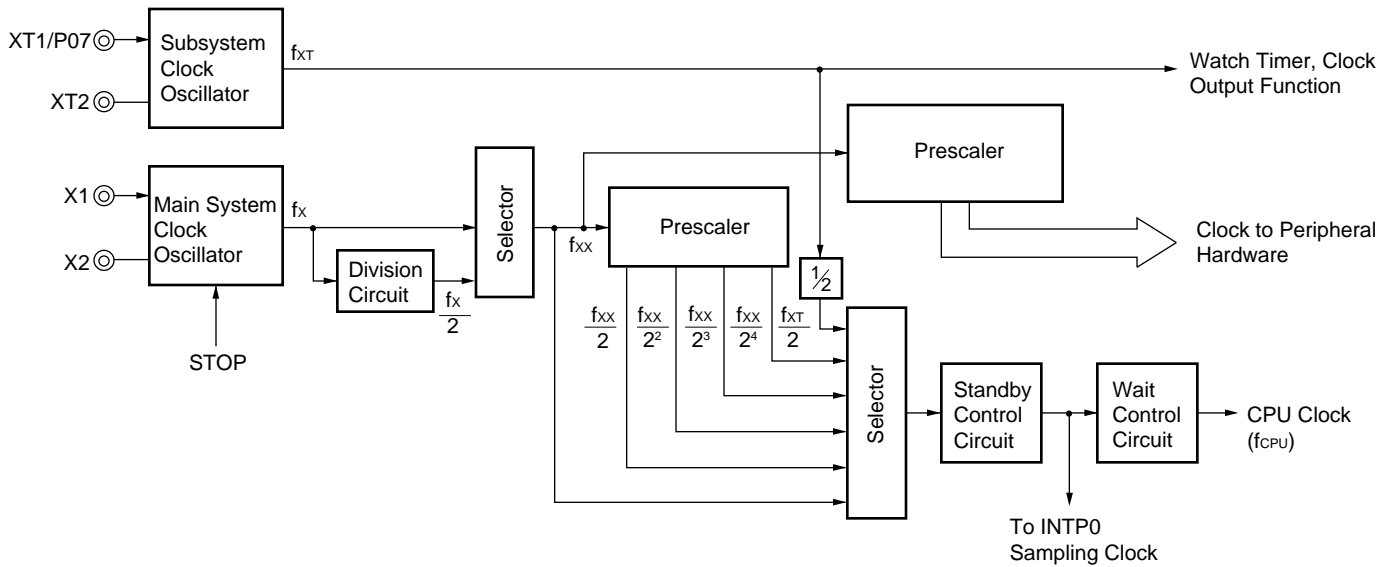 XT1/P07
XT2
Subsystem
Clock
Oscillator
fXT
Watch Timer, Clock
Output Function
X1
X2
Main System
Clock
Oscillator
STOP
fX
Division
Circuit
fX
2
Selector
fXX
Prescaler
Prescaler
Clock to Peripheral
Hardware
1/2
fXX
2
fXX
2²
fXX
2³
fXX
2⁴
fXT
2
Selector
Standby
Control
Circuit
Wait
Control
Circuit
CPU Clock
(fCPU)
To INTP0
Sampling Clock